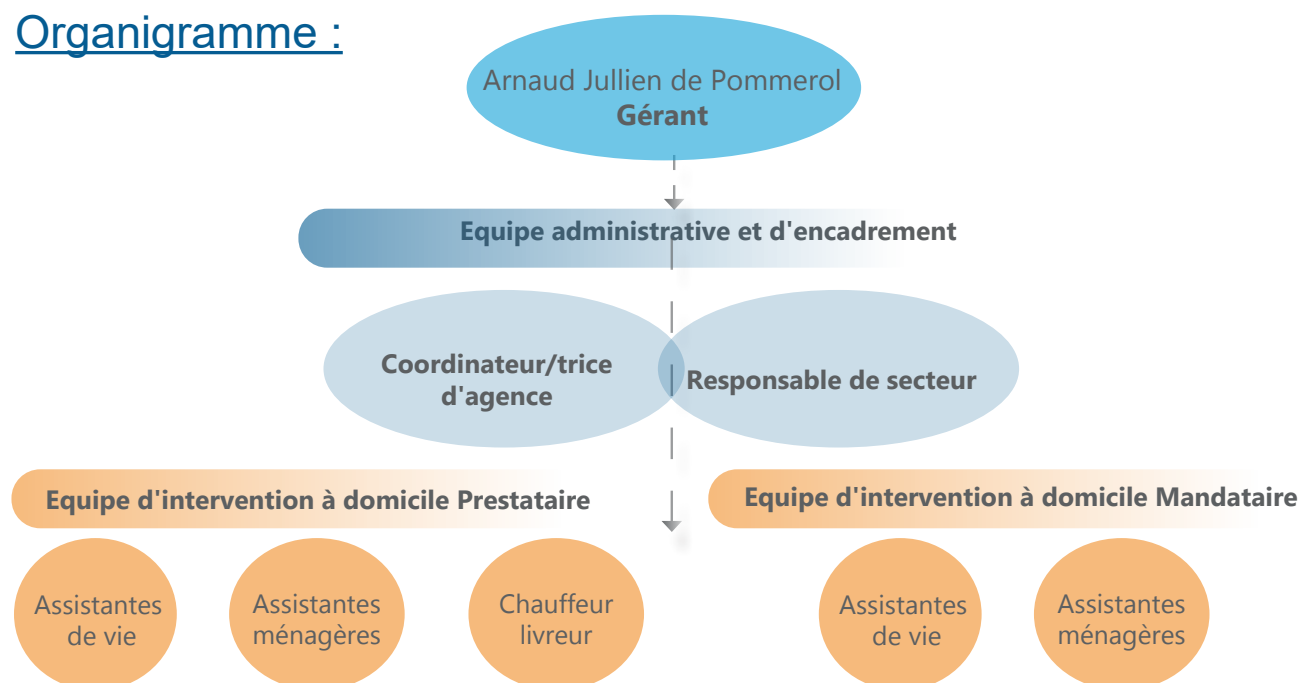 Organigramme :
Arnaud Jullien de Pommerol
Gérant
Equipe administrative et d'encadrement
Coordinateur/trice
d'agence
Responsable de secteur
Equipe d'intervention à domicile Prestataire
Equipe d'intervention à domicile Mandataire
Assistantes
de vie
Assistantes
ménagères
Chauffeur
livreur
Assistantes
de vie
Assistantes
ménagères